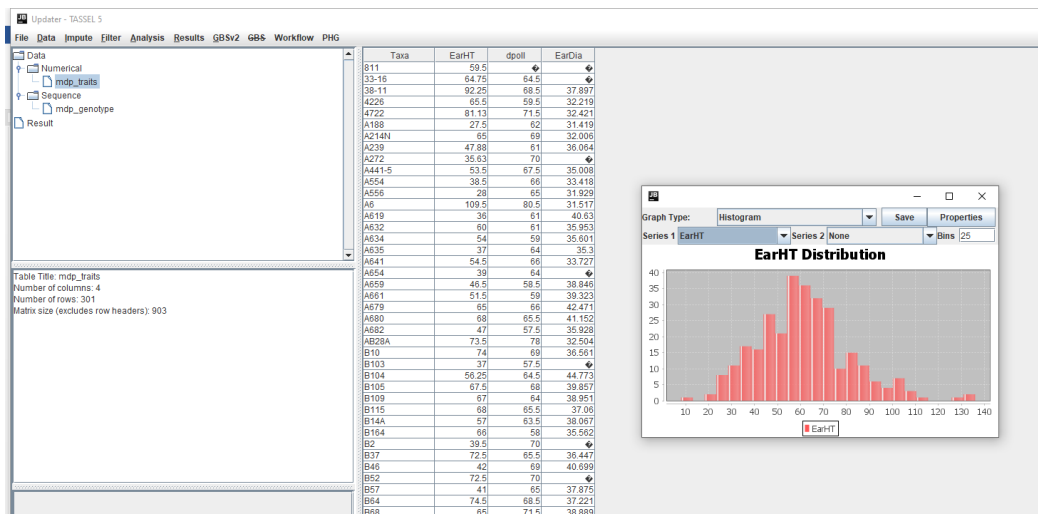 Updater - TASSEL 5
File Data Impute Filter Analysis Results GBSv2 GBS Workflow PHG
Data
Numerical
mdp_traits
Sequence
mdp_genotype
Result
Table Title: mdp_traits
Number of columns: 4
Number of rows: 301
Matrix size (excludes row headers): 903
Taxa EarHT dpoll EarDia
811 59.5 � �
33-16 64.75 64.5 �
38-11 92.25 68.5 37.897
4226 65.5 59.5 32.219
4722 81.13 71.5 32.421
A188 27.5 62 31.419
A214N 65 69 32.006
A239 47.88 61 36.064
A272 35.63 70 �
A441-5 53.5 67.5 35.008
A554 38.5 66 33.418
A556 28 65 31.929
A6 109.5 80.5 31.517
A619 36 61 40.63
A632 60 61 35.953
A634 54 59 35.601
A635 37 64 35.3
A641 54.5 66 33.727
A654 39 64 �
A659 46.5 58.5 38.846
A661 51.5 59 39.323
A679 65 66 42.471
A680 68 65.5 41.152
A682 47 57.5 35.928
AB28A 73.5 78 32.504
B10 74 69 36.561
B103 37 57.5 �
B104 56.25 64.5 44.773
B105 67.5 68 39.857
B109 67 64 38.951
B115 68 65.5 37.06
B14A 57 63.5 38.067
B164 66 58 35.562
B2 39.5 70 �
B37 72.5 65.5 36.447
B46 42 69 40.699
B52 72.5 70 �
B57 41 65 37.875
B64 74.5 68.5 37.221
B68 65 71.5 38.889
JB
Graph Type: Histogram Save Properties
Series 1 EarHT Series 2 None Bins 25
EarHT Distribution
40
35
30
25
20
15
10
5
0
10 20 30 40 50 60 70 80 90 100 110 120 130 140
EarHT